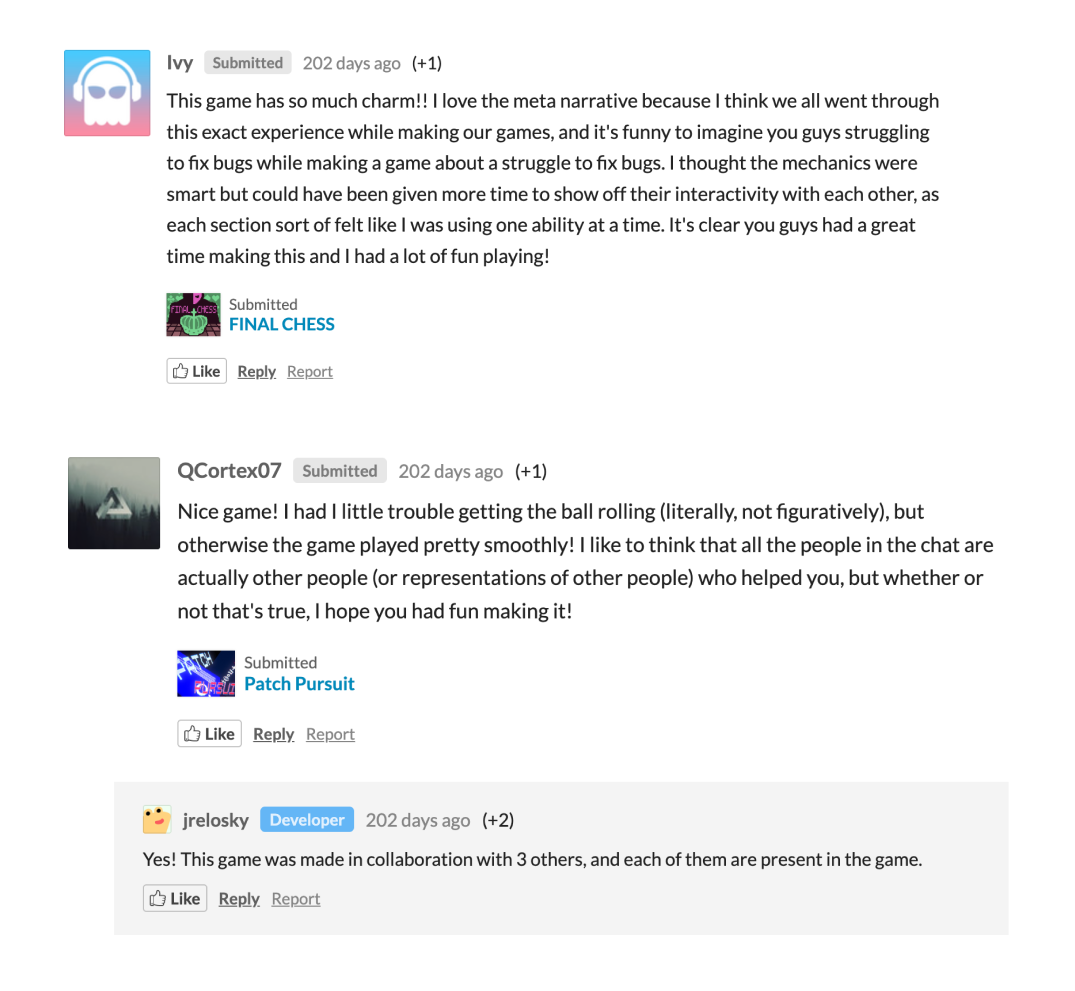 Ivy Submitted 202 days ago (+1)
This game has so much charm!! I love the meta narrative because I think we all went through
this exact experience while making our games, and it's funny to imagine you guys struggling
to fix bugs while making a game about a struggle to fix bugs. I thought the mechanics were
smart but could have been given more time to show off their interactivity with each other, as
each section sort of felt like I was using one ability at a time. It's clear you guys had a great
time making this and I had a lot of fun playing!
FINAL CHESS
Submitted
FINAL CHESS
Like Reply Report
QCortex07 Submitted 202 days ago (+1)
Nice game! I had I little trouble getting the ball rolling (literally, not figuratively), but
otherwise the game played pretty smoothly! I like to think that all the people in the chat are
actually other people (or representations of other people) who helped you, but whether or
not that's true, I hope you had fun making it!
PATCH
Submitted
Patch Pursuit
Like Reply Report
jrelosky Developer 202 days ago (+2)
Yes! This game was made in collaboration with 3 others, and each of them are present in the game.
Like Reply Report